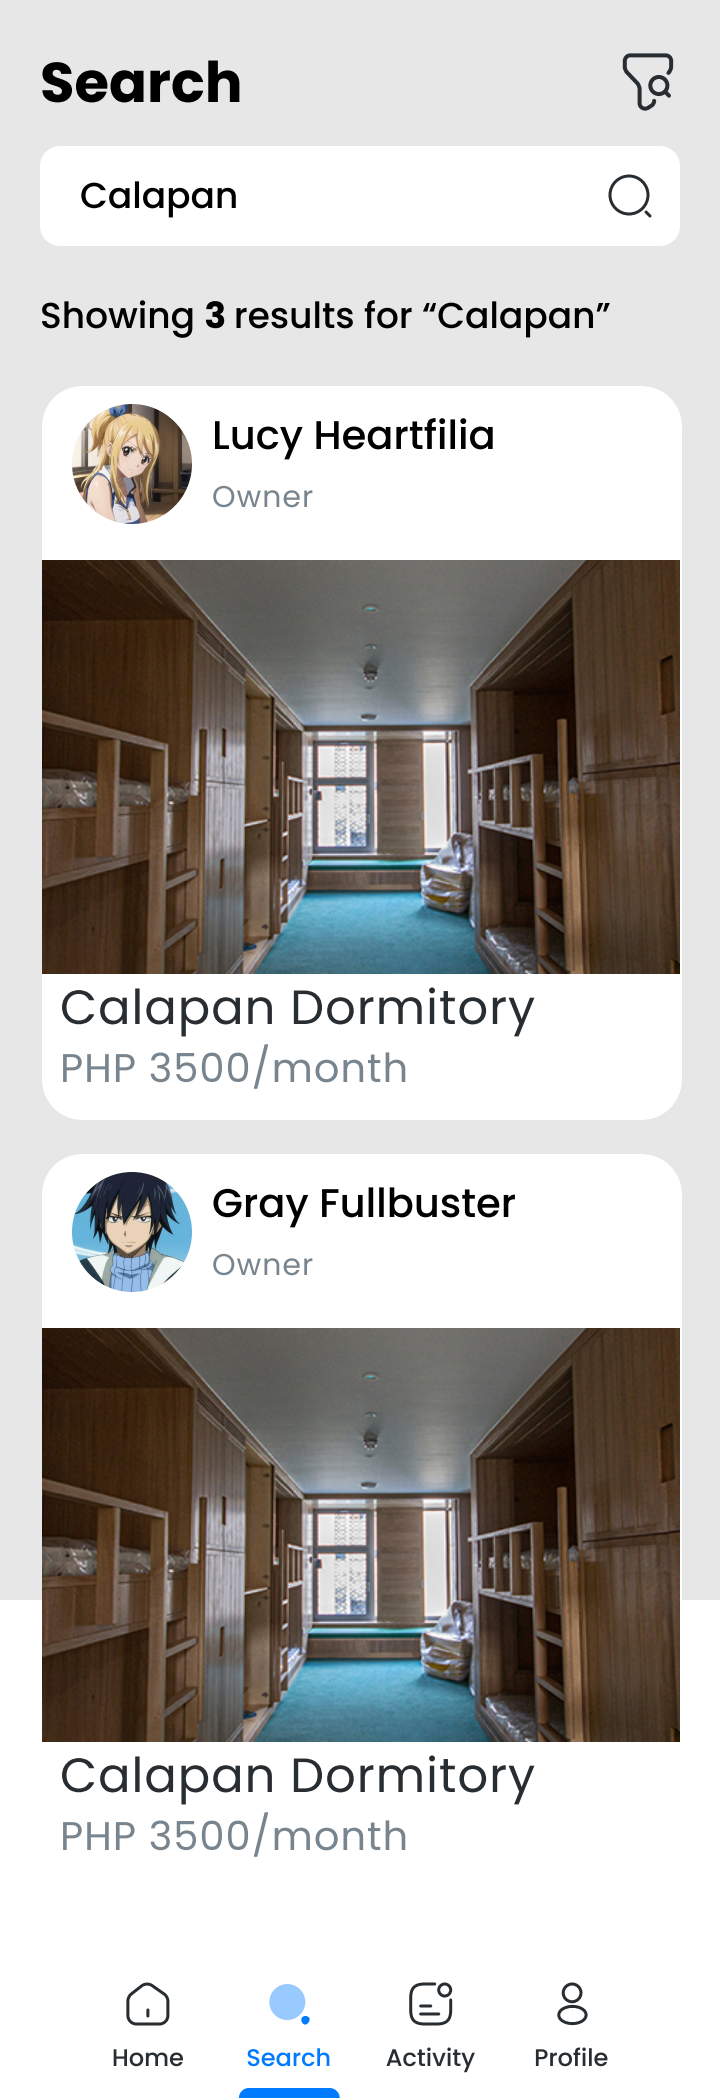 Search
Calapan
Showing 3 results for “Calapan”
Lucy Heartfilia
Owner
Calapan Dormitory
PHP 3500/month
Gray Fullbuster
Owner
Calapan Dormitory
PHP 3500/month
Home Search Activity Profile